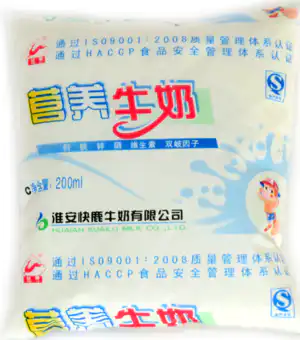 通过ISO9001:2008质量管理体系认证
通过HACCP食品安全管理体系认证
营养牛奶
钙 铁 锌 硒 维生素 双岐因子
净含量:200ml
淮安快鹿牛奶有限公司
HUAIAN KUAILU MILK CO.,LTD
通过ISO9001:2008质量管理体系认证
通过HACCP食品安全管理体系认证
营养牛奶